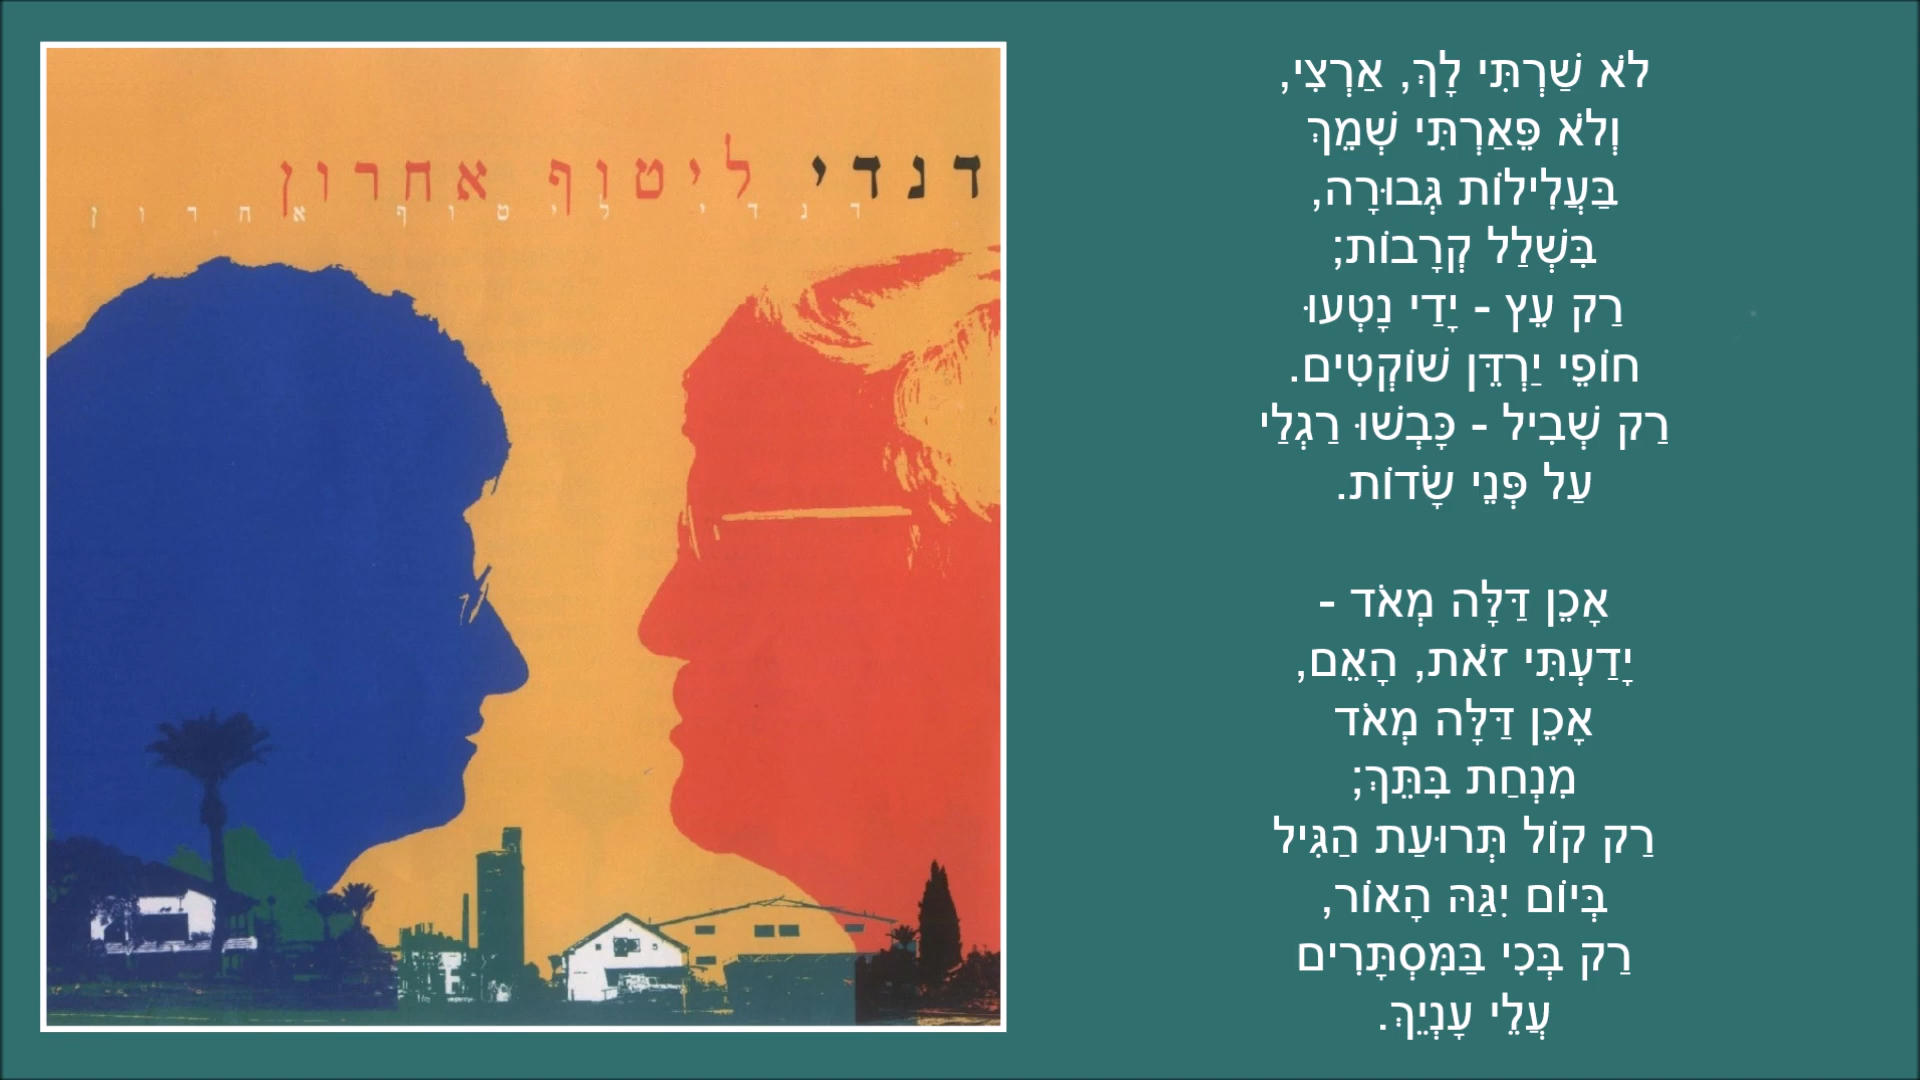 דנדי ליטוף אחרון
דנדי ליטוף אחרון
לֹא שַׁרְתִּי לָךְ, אַרְצִי,
וְלֹא פֵּאַרְתִּי שְׁמֵךְ
בַּעֲלִילוֹת גְּבוּרָה,
בִּשְׁלַל קְרָבוֹת;
רַק עֵץ - יָדַי נָטְעוּ
חוֹפֵי יַרְדֵּן שׁוֹקְטִים.
רַק שְׁבִיל - כָּבְשׁוּ רַגְלַי
עַל פְּנֵי שָׂדוֹת.
אָכֵן דַּלָּה מְאֹד -
יָדַעְתִּי זֹאת, הָאֵם,
אָכֵן דַּלָּה מְאֹד
מִנְחַת בִּתֵּךְ;
רַק קוֹל תְּרוּעַת הַגִּיל
בְּיוֹם יִגַּהּ הָאוֹר,
רַק בְּכִי בַּמִּסְתָּרִים
עֲלֵי עָנְיֵךְ.